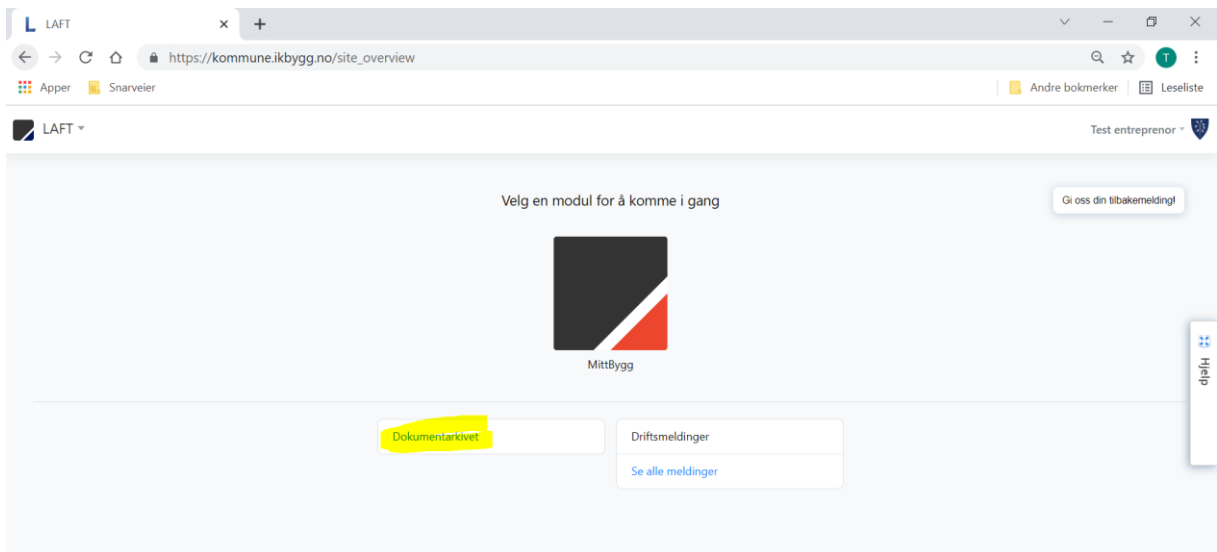 L LAFT
https://kommune.ikbygg.no/site_overview
T
Apper Snarveier Andre bokmerker Leseliste
LAFT Test entreprenor
Velg en modul for å komme i gang
Gi oss din tilbakemelding!
MittBygg
Hjelp
Dokumentarkivet
Driftsmeldinger
Se alle meldinger